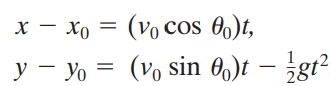 x − x₀ = (v₀ cos θ₀)t,
y − y₀ = (v₀ sin θ₀)t − ½gt²